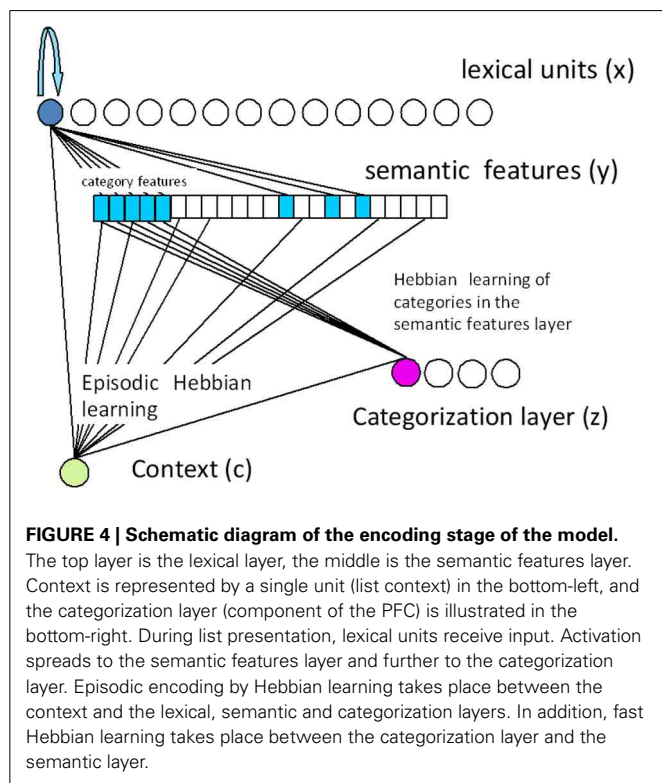 lexical units (x)
semantic features (y)
category features
Hebbian learning of
categories in the
semantic features layer
Episodic Hebbian
learning
Categorization layer (z)
Context (c)
FIGURE 4 | Schematic diagram of the encoding stage of the model.
The top layer is the lexical layer, the middle is the semantic features layer.
Context is represented by a single unit (list context) in the bottom-left, and
the categorization layer (component of the PFC) is illustrated in the
bottom-right. During list presentation, lexical units receive input. Activation
spreads to the semantic features layer and further to the categorization
layer. Episodic encoding by Hebbian learning takes place between the
context and the lexical, semantic and categorization layers. In addition, fast
Hebbian learning takes place between the categorization layer and the
semantic layer.